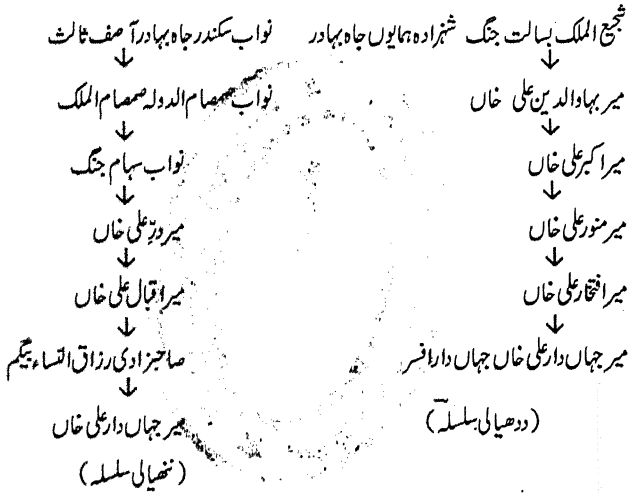 شجیع الملک بسالت جنگ شہزادہ ہمایوں جاہ بہادر
↓
میر بہاوالدین علی خاں
↓
میر اکبر علی خاں
↓
میر منور علی خاں
↓
میر افتخار علی خاں
↓
میر جہاں دار علی خاں جہاں دار افسر
(ددھیالی سلسلہ)
نواب سکندر جاہ بہادر آصف ثالث
↓
نواب صمصام الدولہ صمصام الملک
↓
نواب سہام جنگ
↓
میر درّ علی خاں
↓
میر اقبال علی خاں
↓
صاحبزادی رزاق النساء بیگم
↓
میر جہاں دار علی خاں
(ننھیالی سلسلہ)